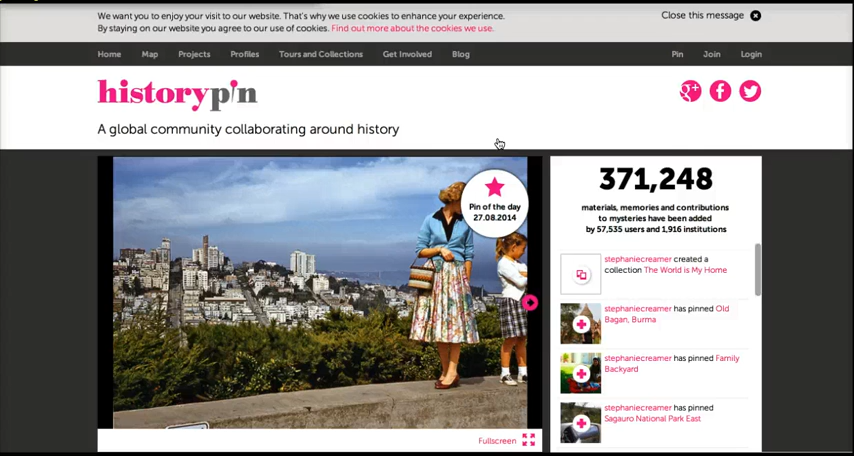 We want to you enjoy your visit to our website. That's why we use cookies to enhance your experience.
By staying on our website you agree to our use of cookies. Find out more about the cookies we use.
Close this message
Home Map Projects Profiles Tours and Collections Get Involved Blog Pin Join Login
historypin
g+ f
A global community collaborating around history
Pin of the day
27.08.2014
Fullscreen
371,248
materials, memories and contributions
to mysteries have been added
by 57,535 users and 1,916 institutions
stephaniecreamer created a
collection The World is My Home
stephaniecreamer has pinned Old
Bagan, Burma
stephaniecreamer has pinned Family
Backyard
stephaniecreamer has pinned
Saguaro National Park East